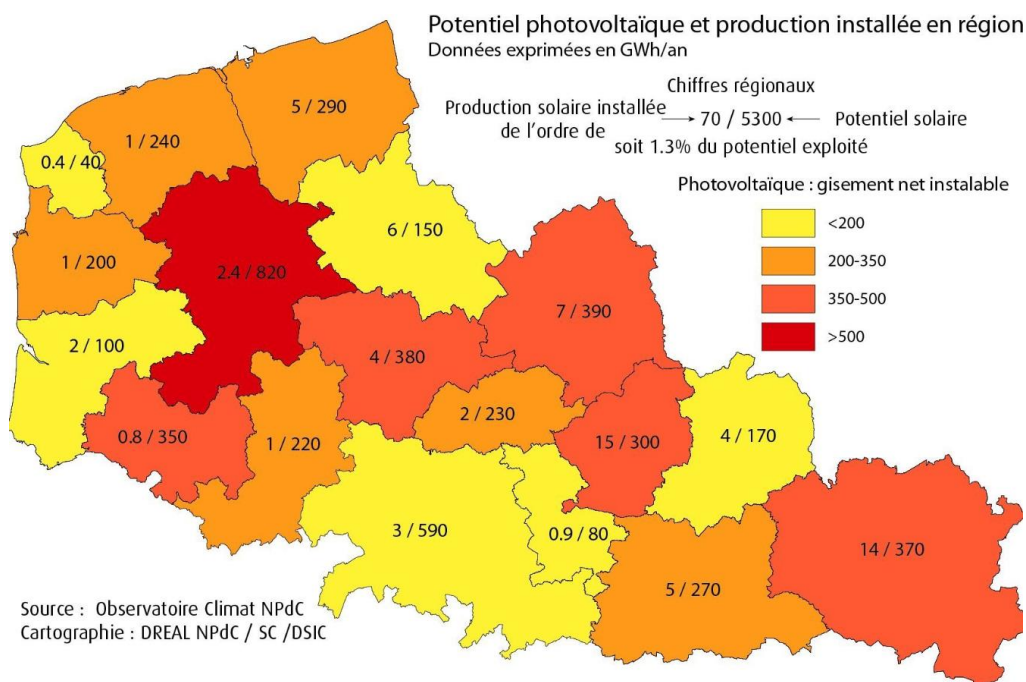 Potentiel photovoltaïque et production installée en région
Données exprimées en GWh/an
Chiffres régionaux
Production solaire installée
de l'ordre de
70 / 5300
Potentiel solaire
soit 1.3% du potentiel exploité
Photovoltaïque : gisement net instalable
<200
200-350
350-500
>500
5 / 290
1 / 240
0.4 / 40
6 / 150
1 / 200
2.4 / 820
7 / 390
2 / 100
4 / 380
2 / 230
0.8 / 350
1 / 220
15 / 300
4 / 170
3 / 590
0.9 / 80
14 / 370
5 / 270
Source : Observatoire Climat NPdC
Cartographie : DREAL NPdC / SC /DSIC